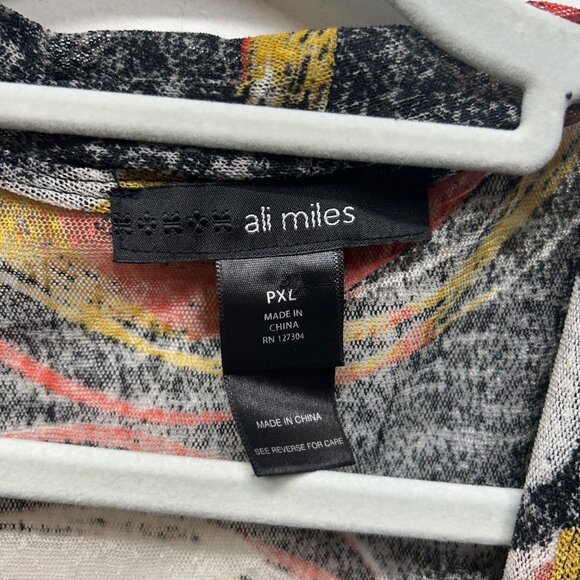 ali miles
PXL
MADE IN
CHINA
RN 127304
MADE IN CHINA
SEE REVERSE FOR CARE